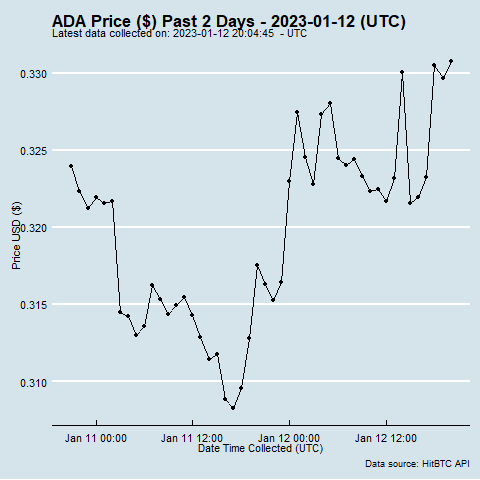 ADA Price ($) Past 2 Days - 2023-01-12 (UTC)
Latest data collected on: 2023-01-12 20:04:45  - UTC
0.330
0.325
0.320
0.315
0.310
Price USD ($)
Jan 11 00:00 Jan 11 12:00 Jan 12 00:00 Jan 12 12:00
Date Time Collected (UTC)
Data source: HitBTC API